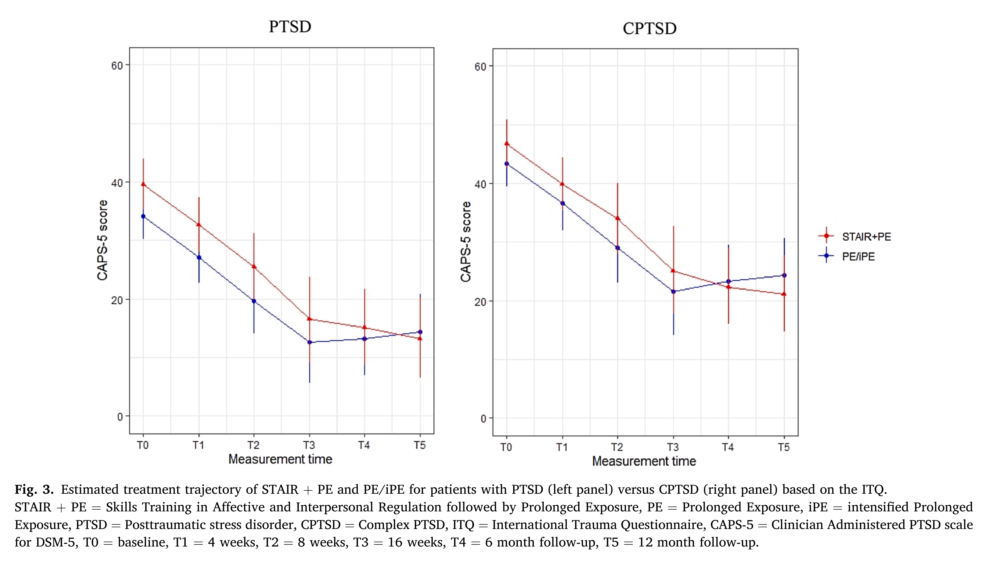 PTSD
CPTSD
60
40
20
0
CAPS-5 score
T0 T1 T2 T3 T4 T5
Measurement time
60
40
20
0
CAPS-5 score
T0 T1 T2 T3 T4 T5
Measurement time
STAIR+PE
PE/iPE
Fig. 3. Estimated treatment trajectory of STAIR + PE and PE/iPE for patients with PTSD (left panel) versus CPTSD (right panel) based on the ITQ.
STAIR + PE = Skills Training in Affective and Interpersonal Regulation followed by Prolonged Exposure, PE = Prolonged Exposure, iPE = intensified Prolonged
Exposure, PTSD = Posttraumatic stress disorder, CPTSD = Complex PTSD, ITQ = International Trauma Questionnaire, CAPS-5 = Clinician Administered PTSD scale
for DSM-5, T0 = baseline, T1 = 4 weeks, T2 = 8 weeks, T3 = 16 weeks, T4 = 6 month follow-up, T5 = 12 month follow-up.